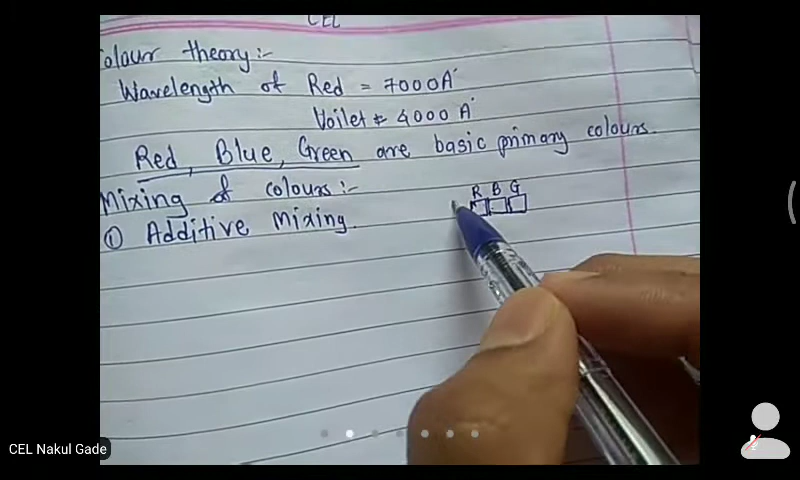 CEL
olour theory:-
Wavelength of Red = 7000A°
Voilet = 4000 A°
Red, Blue, Green are basic primary colours.
Mixing of colours:-
R B G
① Additive Mixing.
CEL Nakul Gade